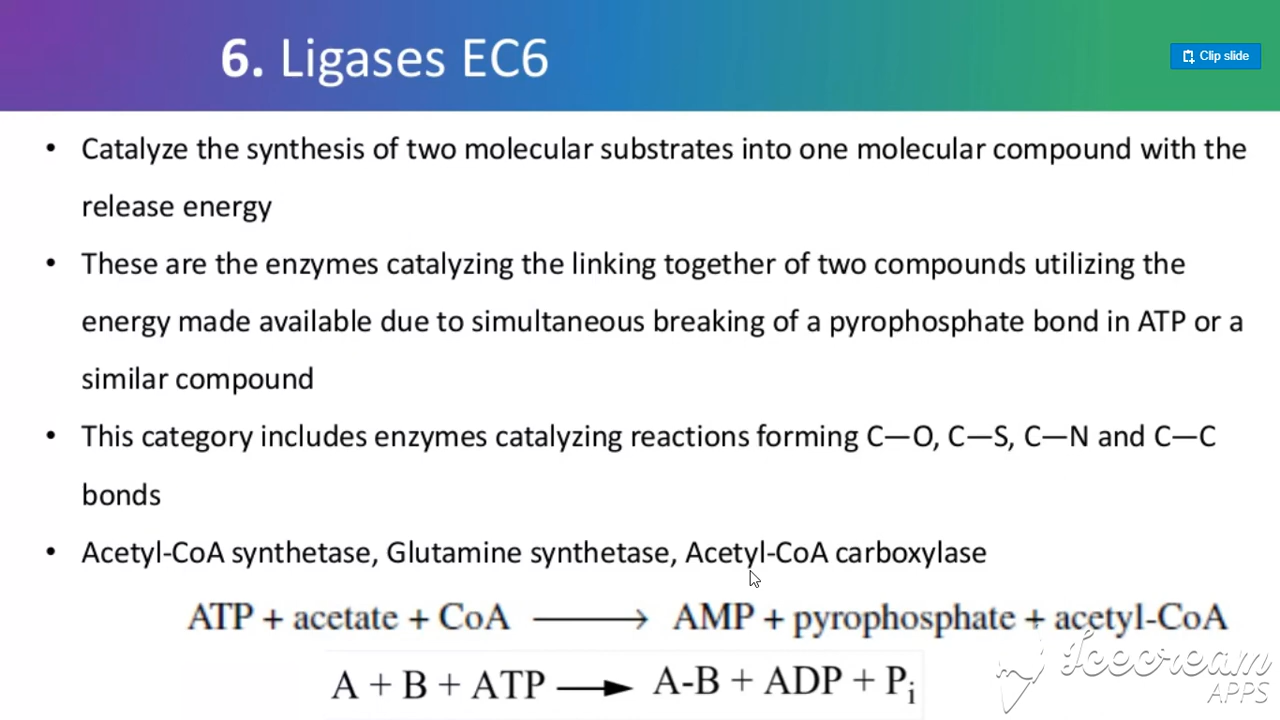 6. Ligases EC6
Clip slide
• Catalyze the synthesis of two molecular substrates into one molecular compound with the
release energy
• These are the enzymes catalyzing the linking together of two compounds utilizing the
energy made available due to simultaneous breaking of a pyrophosphate bond in ATP or a
similar compound
• This category includes enzymes catalyzing reactions forming C—O, C—S, C—N and C—C
bonds
• Acetyl-CoA synthetase, Glutamine synthetase, Acetyl-CoA carboxylase
ATP + acetate + CoA ⟶ AMP + pyrophosphate + acetyl-CoA
A + B + ATP ⟶ A-B + ADP + Pᵢ
Icecream
APPS